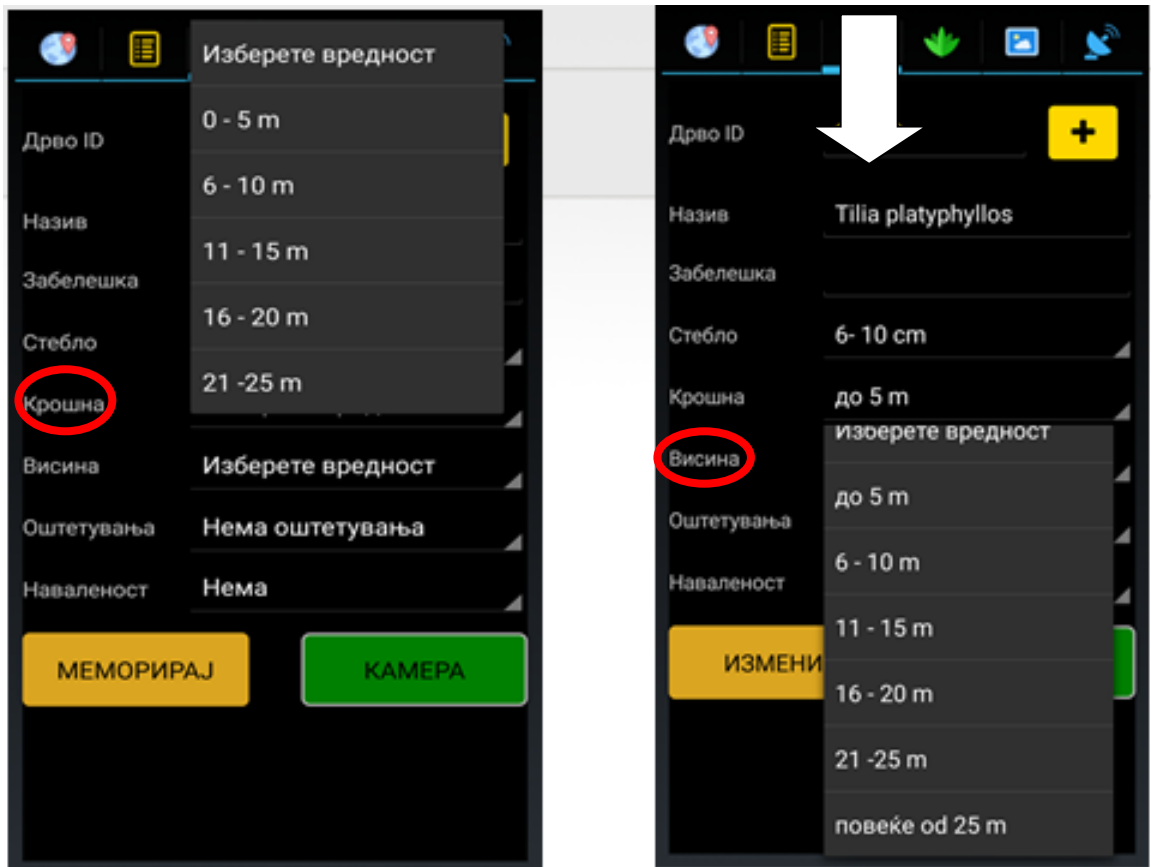 Изберете вредност
0 - 5 m
Дрво ID
6 - 10 m
Назив
11 - 15 m
Забелешка
16 - 20 m
Стебло
21 -25 m
Крошна
Висина Изберете вредност
Оштетувања Нема оштетувања
Наваленост Нема
МЕМОРИРАЈ КАМЕРА
Дрво ID
+
Назив Tilia platyphyllos
Забелешка
Стебло 6- 10 cm
Крошна до 5 m
Изберете вредност
Висина
до 5 m
Оштетувања
6 - 10 m
Наваленост
11 - 15 m
ИЗМЕНИ
16 - 20 m
21 -25 m
повеќе od 25 m